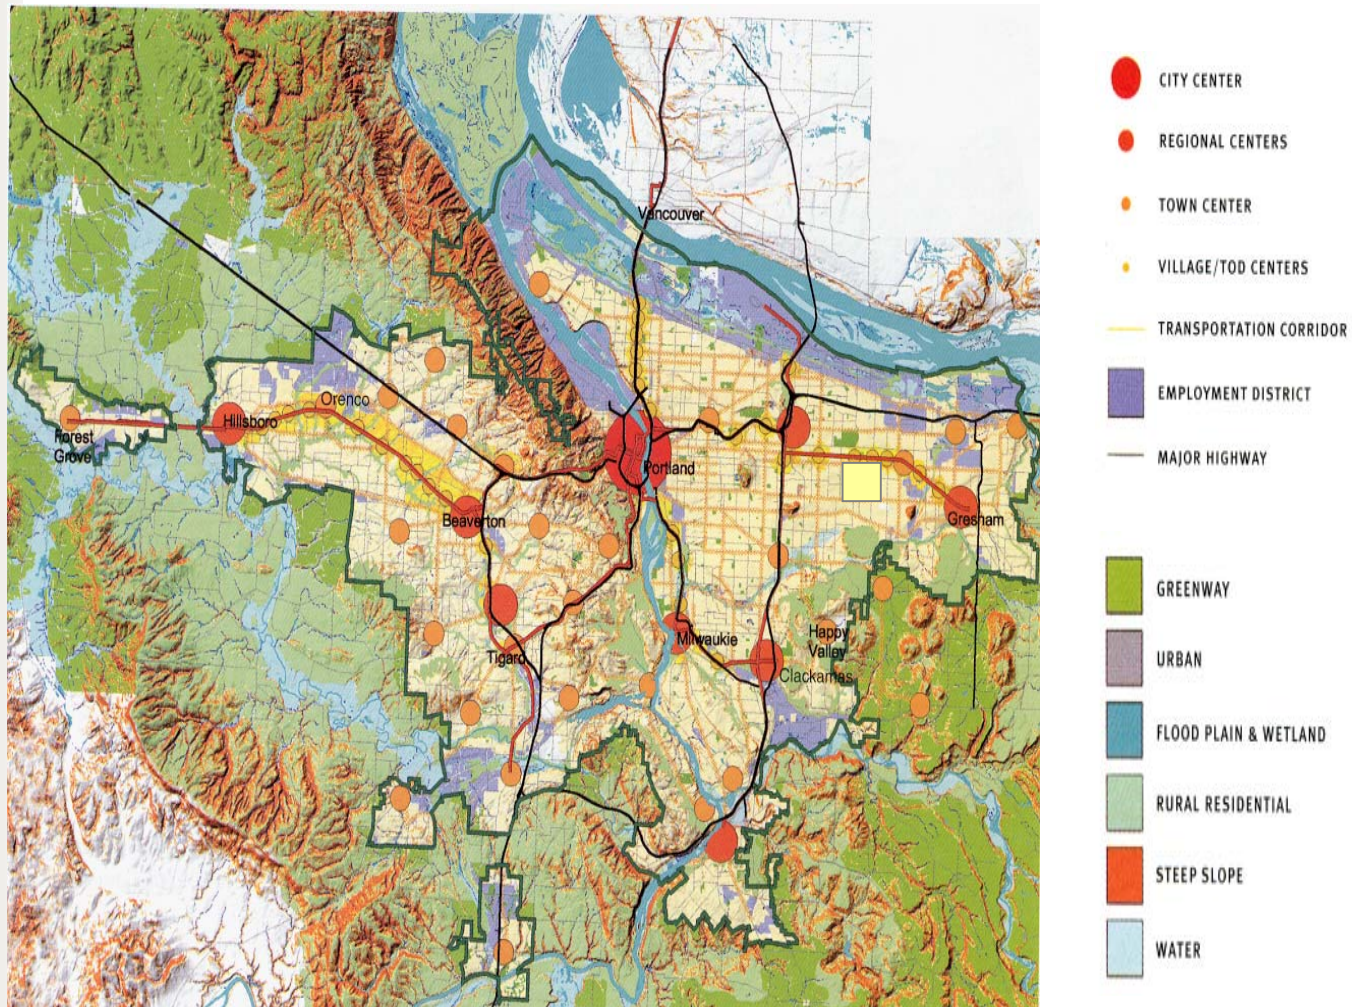 Vancouver
Orenco
Hillsboro
Forest
Grove
Portland
Beaverton
Gresham
Tigard
Milwaukie
Happy
Valley
Clackamas
CITY CENTER
REGIONAL CENTERS
TOWN CENTER
VILLAGE/TOD CENTERS
TRANSPORTATION CORRIDOR
EMPLOYMENT DISTRICT
MAJOR HIGHWAY
GREENWAY
URBAN
FLOOD PLAIN & WETLAND
RURAL RESIDENTIAL
STEEP SLOPE
WATER